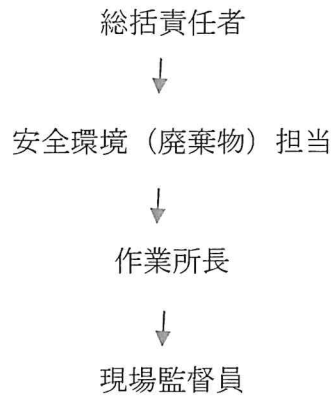 総括責任者
安全環境（廃棄物）担当
作業所長
現場監督員